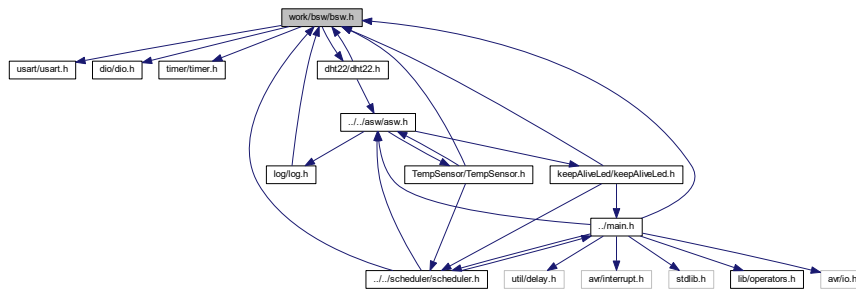 work/bsw/bsw.h
usart/usart.h
dio/dio.h
timer/timer.h
dht22/dht22.h
../../asw/asw.h
log/log.h
TempSensor/TempSensor.h
keepAliveLed/keepAliveLed.h
../main.h
../../scheduler/scheduler.h
util/delay.h
avr/interrupt.h
stdlib.h
lib/operators.h
avr/io.h